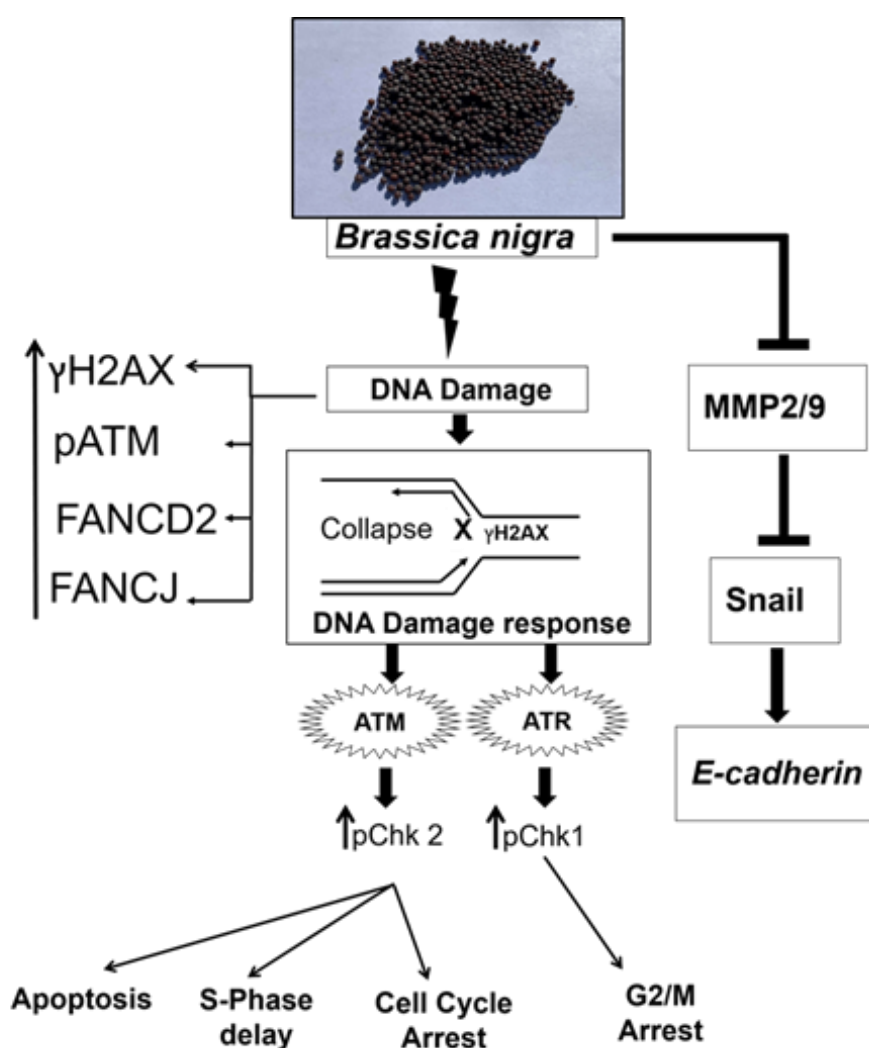 Brassica nigra
DNA Damage
γH2AX
pATM
FANCD2
FANCJ
Collapse X γH2AX
DNA Damage response
ATM
ATR
pChk 2
pChk1
Apoptosis
S-Phase
delay
Cell Cycle
Arrest
G2/M
Arrest
MMP2/9
Snail
E-cadherin